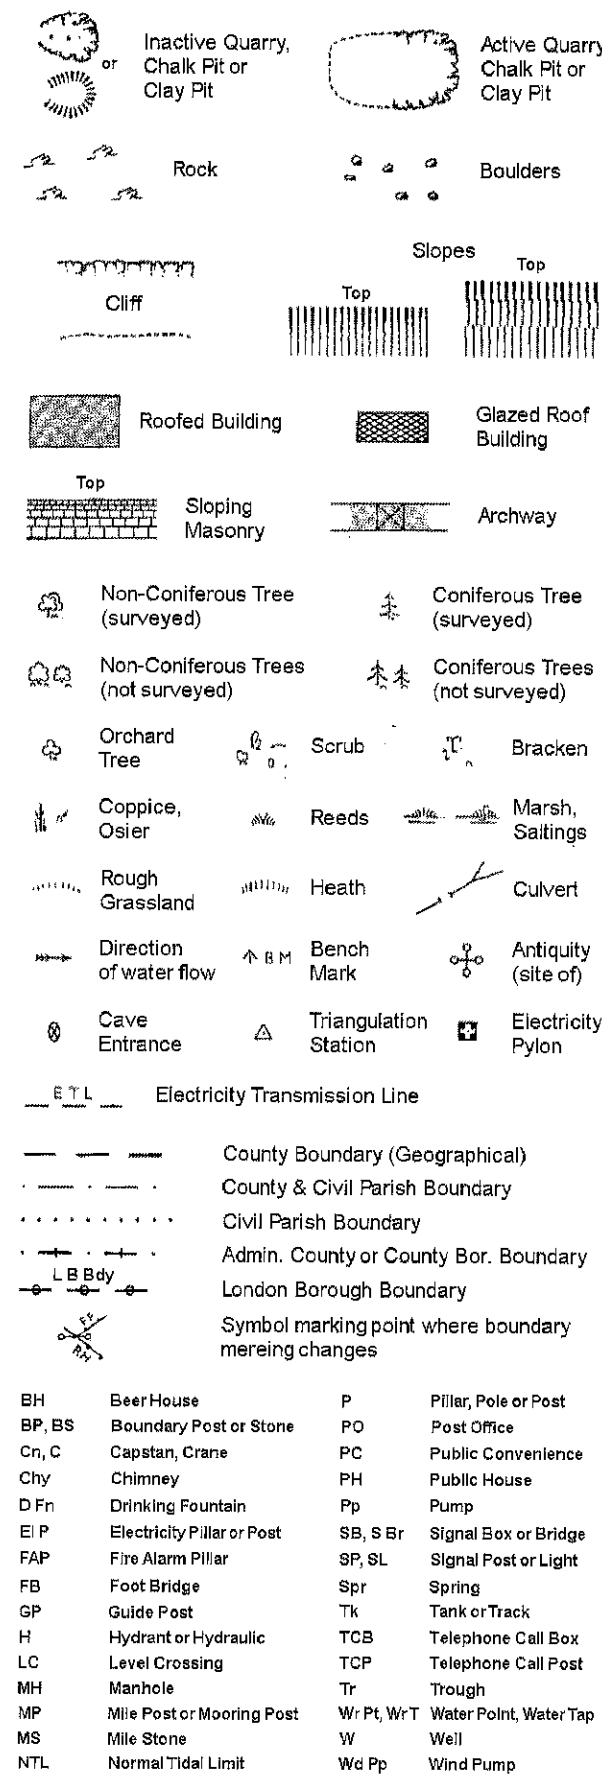 or
Inactive Quarry,
Chalk Pit or
Clay Pit
Active Quarry
Chalk Pit or
Clay Pit
Rock
Boulders
Cliff
Slopes
Top
Top
Roofed Building
Glazed Roof
Building
Top
Sloping
Masonry
Archway
Non-Coniferous Tree
(surveyed)
Coniferous Tree
(surveyed)
Non-Coniferous Trees
(not surveyed)
Coniferous Trees
(not surveyed)
Orchard
Tree
Scrub
Bracken
Coppice,
Osier
Reeds
Marsh,
Saltings
Rough
Grassland
Heath
Culvert
Direction
of water flow
B M
Bench
Mark
Antiquity
(site of)
Cave
Entrance
Triangulation
Station
Electricity
Pylon
E T L
Electricity Transmission Line
County Boundary (Geographical)
County & Civil Parish Boundary
Civil Parish Boundary
Admin. County or County Bor. Boundary
L B Bdy
London Borough Boundary
FF
RH
Symbol marking point where boundary
mereing changes
BH Beer House P Pillar, Pole or Post
BP, BS Boundary Post or Stone PO Post Office
Cn, C Capstan, Crane PC Public Convenience
Chy Chimney PH Public House
D Fn Drinking Fountain Pp Pump
El P Electricity Pillar or Post SB, S Br Signal Box or Bridge
FAP Fire Alarm Pillar SP, SL Signal Post or Light
FB Foot Bridge Spr Spring
GP Guide Post Tk Tank or Track
H Hydrant or Hydraulic TCB Telephone Call Box
LC Level Crossing TCP Telephone Call Post
MH Manhole Tr Trough
MP Mile Post or Mooring Post Wr Pt, Wr T Water Point, Water Tap
MS Mile Stone W Well
NTL Normal Tidal Limit Wd Pp Wind Pump